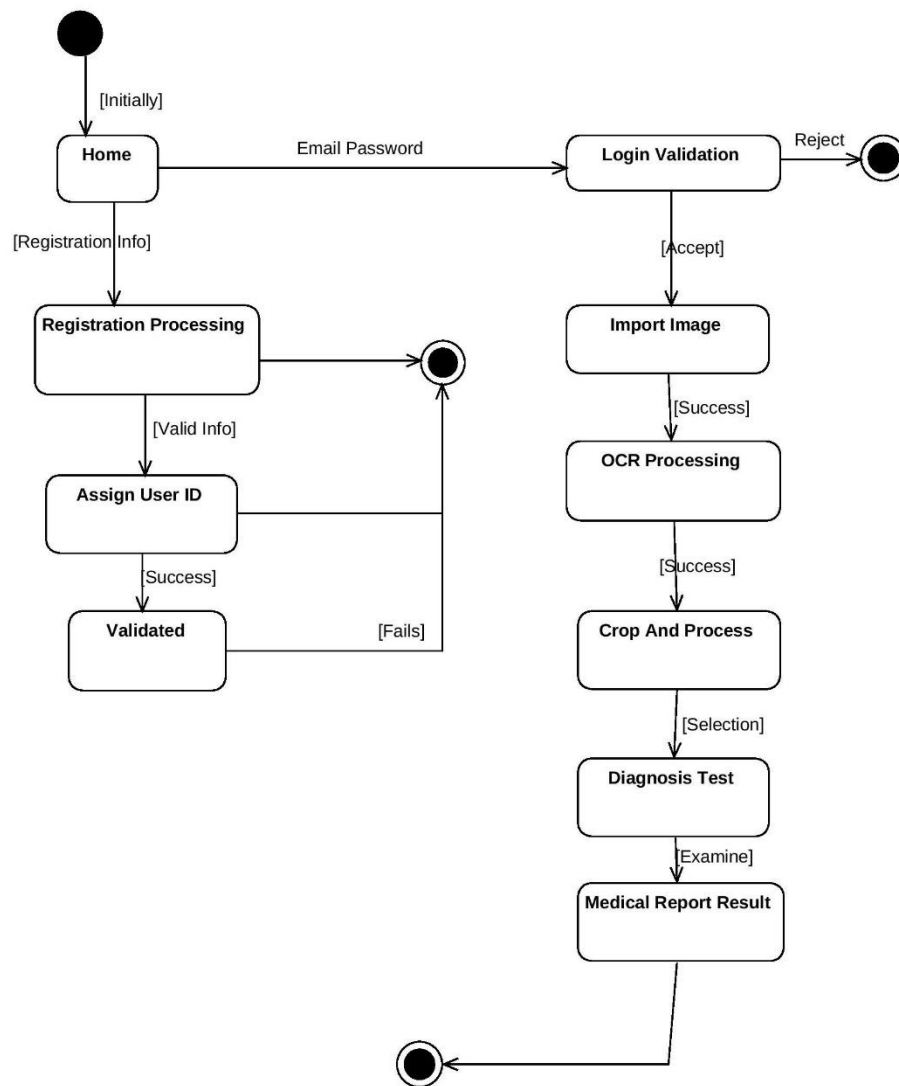 [Initially]
Home
Email Password
Login Validation
Reject
[Registration Info]
[Accept]
Registration Processing
Import Image
[Valid Info]
[Success]
Assign User ID
OCR Processing
[Success]
[Success]
Validated
[Fails]
Crop And Process
[Selection]
Diagnosis Test
[Examine]
Medical Report Result